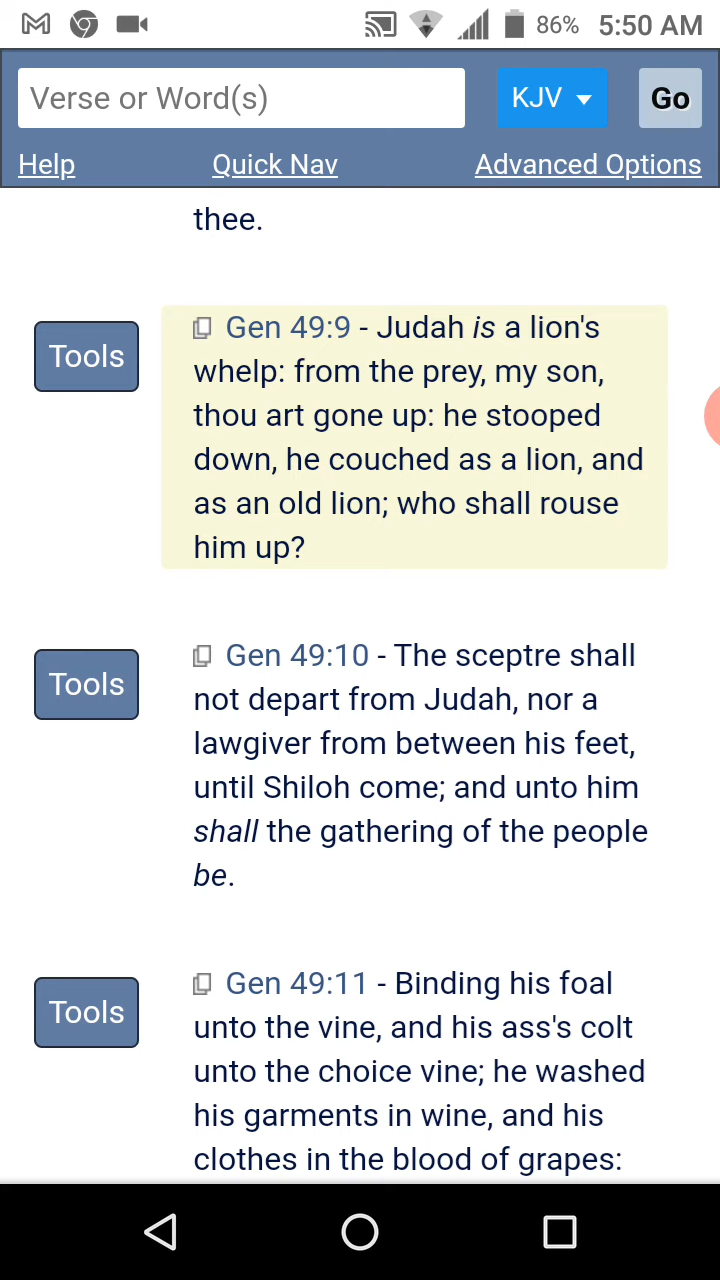 86% 5:50 AM
Verse or Word(s) KJV Go
Help Quick Nav Advanced Options
thee.
Tools
Gen 49:9 - Judah is a lion's
whelp: from the prey, my son,
thou art gone up: he stooped
down, he couched as a lion, and
as an old lion; who shall rouse
him up?
Tools
Gen 49:10 - The sceptre shall
not depart from Judah, nor a
lawgiver from between his feet,
until Shiloh come; and unto him
shall the gathering of the people
be.
Tools
Gen 49:11 - Binding his foal
unto the vine, and his ass's colt
unto the choice vine; he washed
his garments in wine, and his
clothes in the blood of grapes: